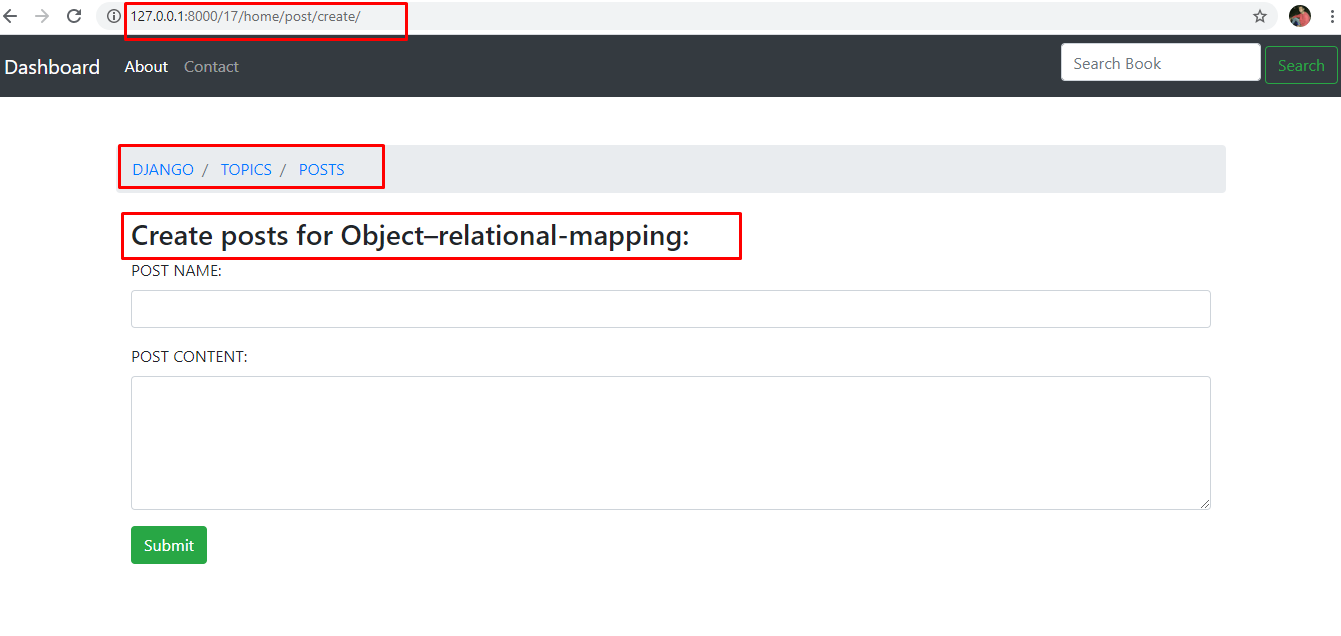 127.0.0.1:8000/17/home/post/create/
Dashboard About Contact Search Book Search
DJANGO / TOPICS / POSTS
Create posts for Object–relational-mapping:
POST NAME:
POST CONTENT:
Submit